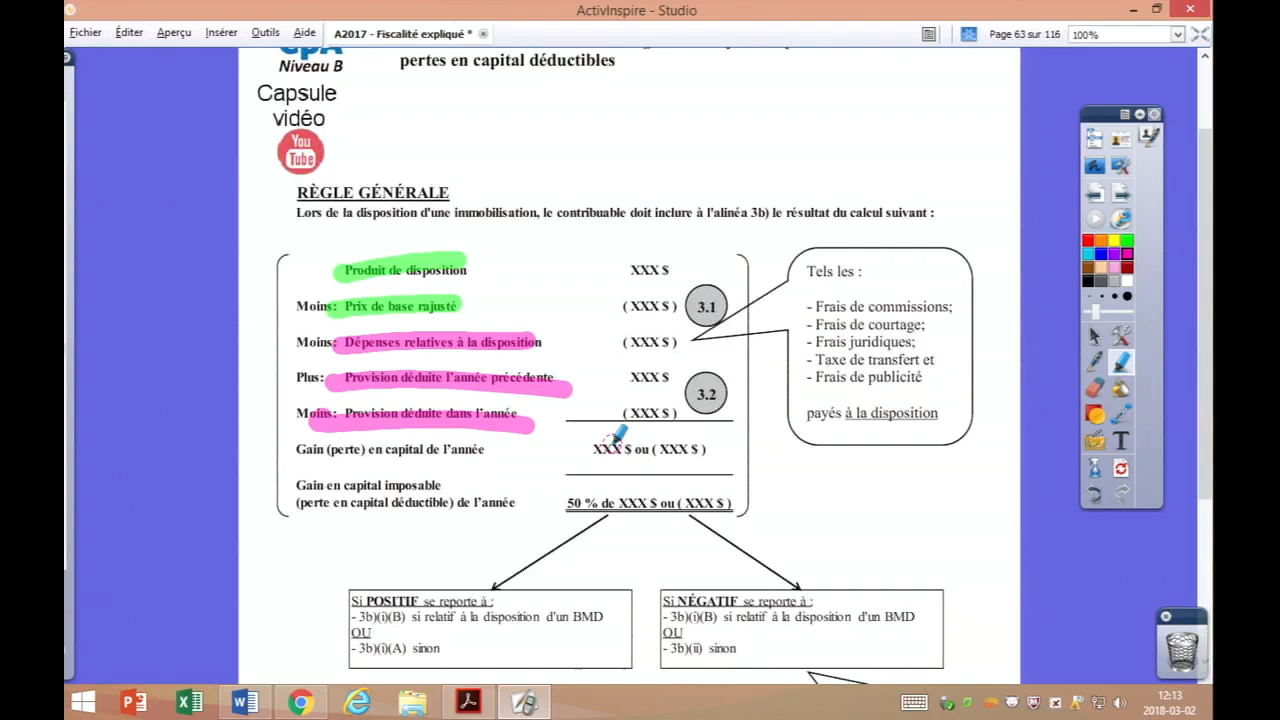 ActivInspire - Studio
Fichier Éditer Aperçu Insérer Outils Aide A2017 - Fiscalité expliqué * Page 63 sur 116 100%
Niveau B
pertes en capital déductibles
Capsule
vidéo
You
Tube
RÈGLE GÉNÉRALE
Lors de la disposition d'une immobilisation, le contribuable doit inclure à l'alinéa 3b) le résultat du calcul suivant :
Produit de disposition XXX $
Moins: Prix de base rajusté ( XXX $ ) 3.1
Moins: Dépenses relatives à la disposition ( XXX $ )
Plus: Provision déduite l'année précédente XXX $
3.2
Moins: Provision déduite dans l'année ( XXX $ )
Gain (perte) en capital de l'année XXX $ ou ( XXX $ )
Gain en capital imposable
(perte en capital déductible) de l'année 50 % de XXX $ ou ( XXX $ )
Tels les :
- Frais de commissions;
- Frais de courtage;
- Frais juridiques;
- Taxe de transfert et
- Frais de publicité
payés à la disposition
Si POSITIF se reporte à :
- 3b)(i)(B) si relatif à la disposition d'un BMD
OU
- 3b)(i)(A) sinon
Si NÉGATIF se reporte à :
- 3b)(i)(B) si relatif à la disposition d'un BMD
OU
- 3b)(ii) sinon
12:13
2018-03-02